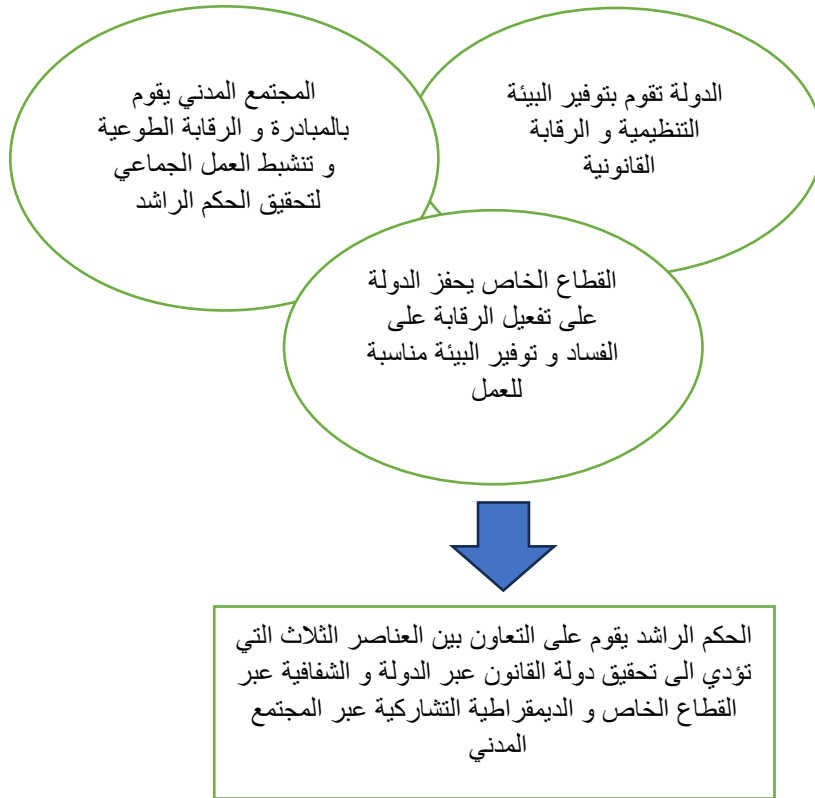 الدولة تقوم بتوفير البيئة
التنظيمية و الرقابة
القانونية
المجتمع المدني يقوم
بالمبادرة و الرقابة الطوعية
و تنشبط العمل الجماعي
لتحقيق الحكم الراشد
القطاع الخاص يحفز الدولة
على تفعيل الرقابة على
الفساد و توفير البيئة مناسبة
للعمل
الحكم الراشد يقوم على التعاون بين العناصر الثلاث التي
تؤدي الى تحقيق دولة القانون عبر الدولة و الشفافية عبر
القطاع الخاص و الديمقراطية التشاركية عبر المجتمع
المدني